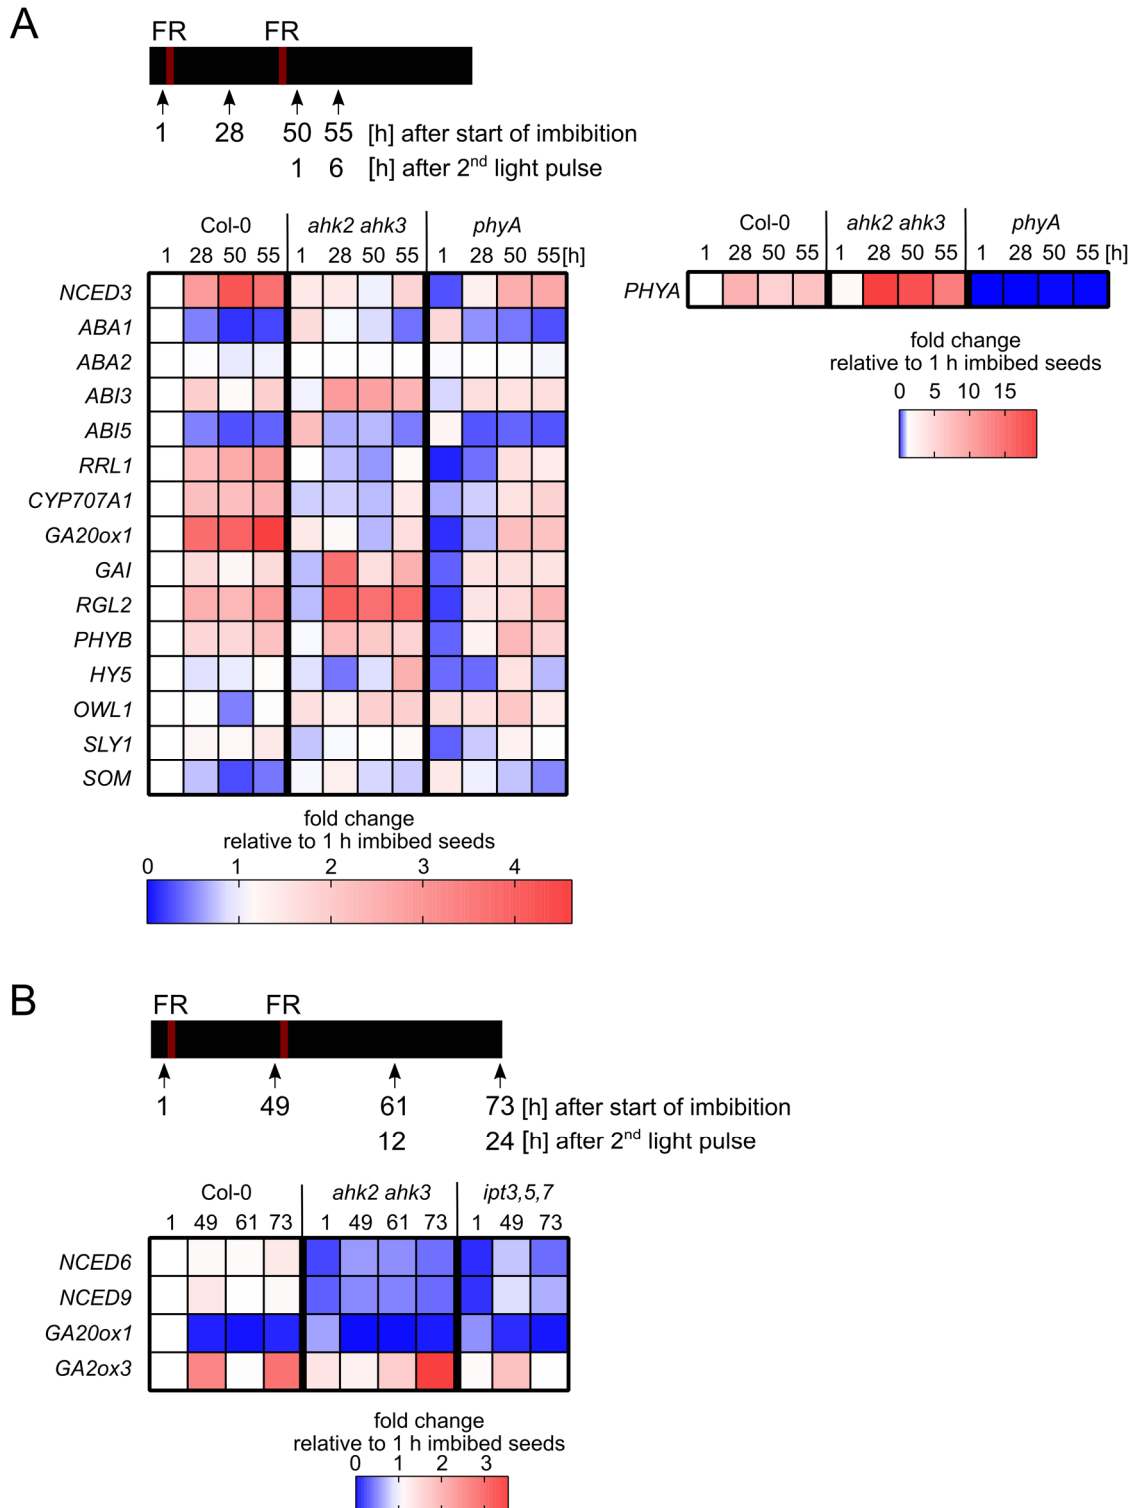 A
FR FR
1 28 50 55 [h] after start of imbibition
1 6 [h] after 2nd light pulse
Col-0 ahk2 ahk3 phyA
1 28 50 55 1 28 50 55 1 28 50 55[h]
NCED3
ABA1
ABA2
ABI3
ABI5
RRL1
CYP707A1
GA20ox1
GAI
RGL2
PHYB
HY5
OWL1
SLY1
SOM
fold change
relative to 1 h imbibed seeds
0 1 2 3 4
Col-0 ahk2 ahk3 phyA
1 28 50 55 1 28 50 55 1 28 50 55 [h]
PHYA
fold change
relative to 1 h imbibed seeds
0 5 10 15
B
FR FR
1 49 61 73 [h] after start of imbibition
12 24 [h] after 2nd light pulse
Col-0 ahk2 ahk3 ipt3,5,7
1 49 61 73 1 49 61 73 1 49 73
NCED6
NCED9
GA20ox1
GA2ox3
fold change
relative to 1 h imbibed seeds
0 1 2 3